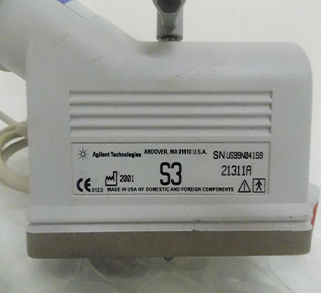 Agilent Technologies ANDOVER, MA 01810 U.S.A. SN US99N04159
2001 S3 21311A
CE 0123 MADE IN USA OF DOMESTIC AND FOREIGN COMPONENTS